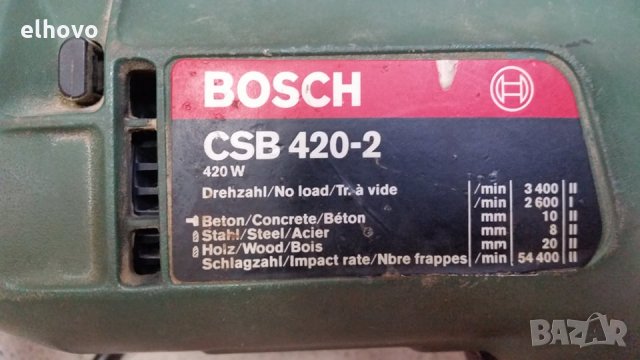 elhovo
BOSCH
CSB 420-2
420 W
Drehzahl/No load/Tr. à vide /min 3 400 II
/min 2 600 I
Beton/Concrete/Béton mm 10 II
Stahl/Steel/Acier mm 8 II
Holz/Wood/Bois mm 20 II
Schlagzahl/Impact rate/Nbre frappes /min 54 400 II
BAZAR